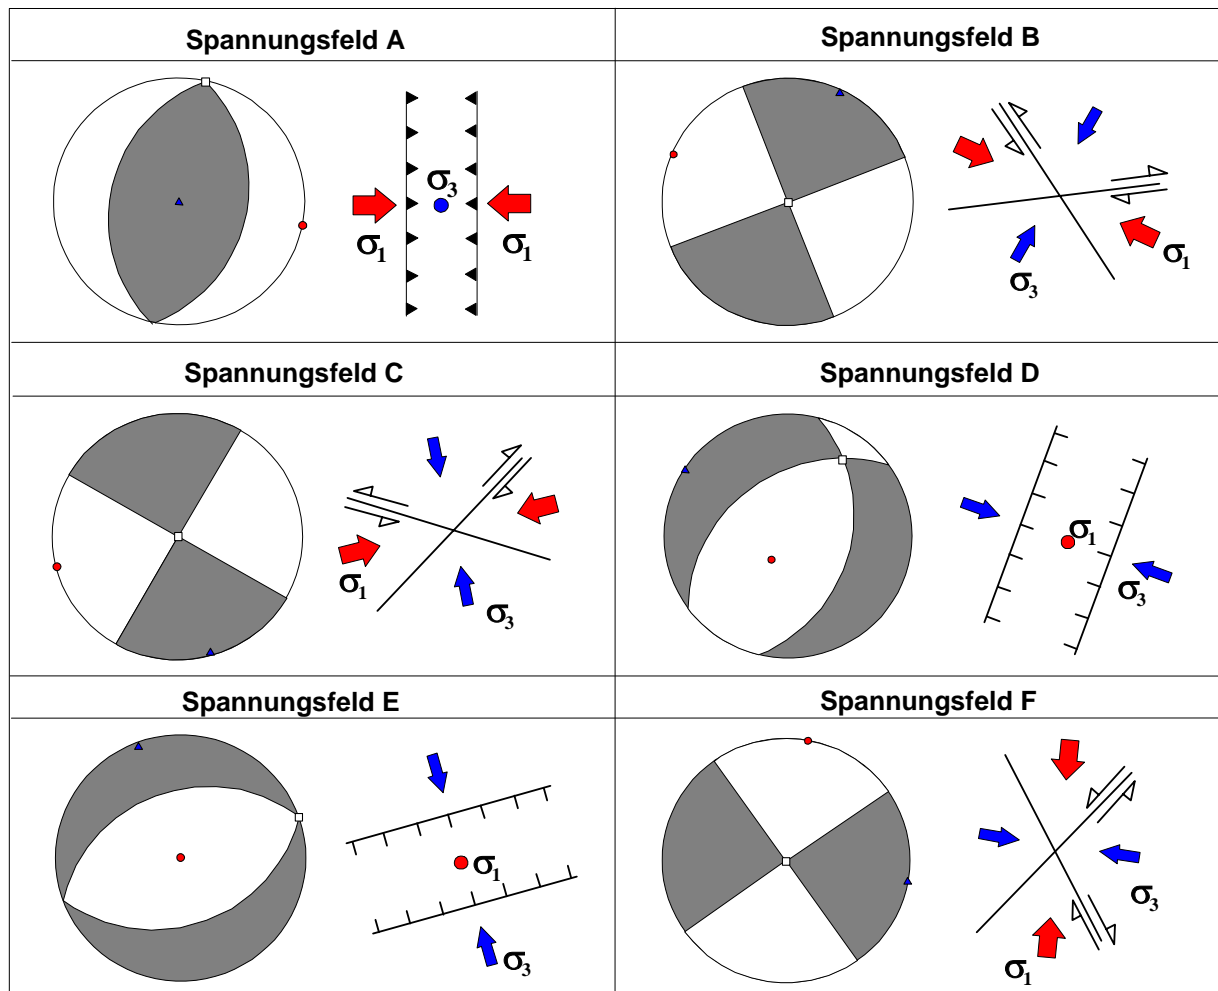 Spannungsfeld A
σ3
σ1
σ1
Spannungsfeld B
σ1
σ3
Spannungsfeld C
σ1
σ3
Spannungsfeld D
σ1
σ3
Spannungsfeld E
σ1
σ3
Spannungsfeld F
σ3
σ1